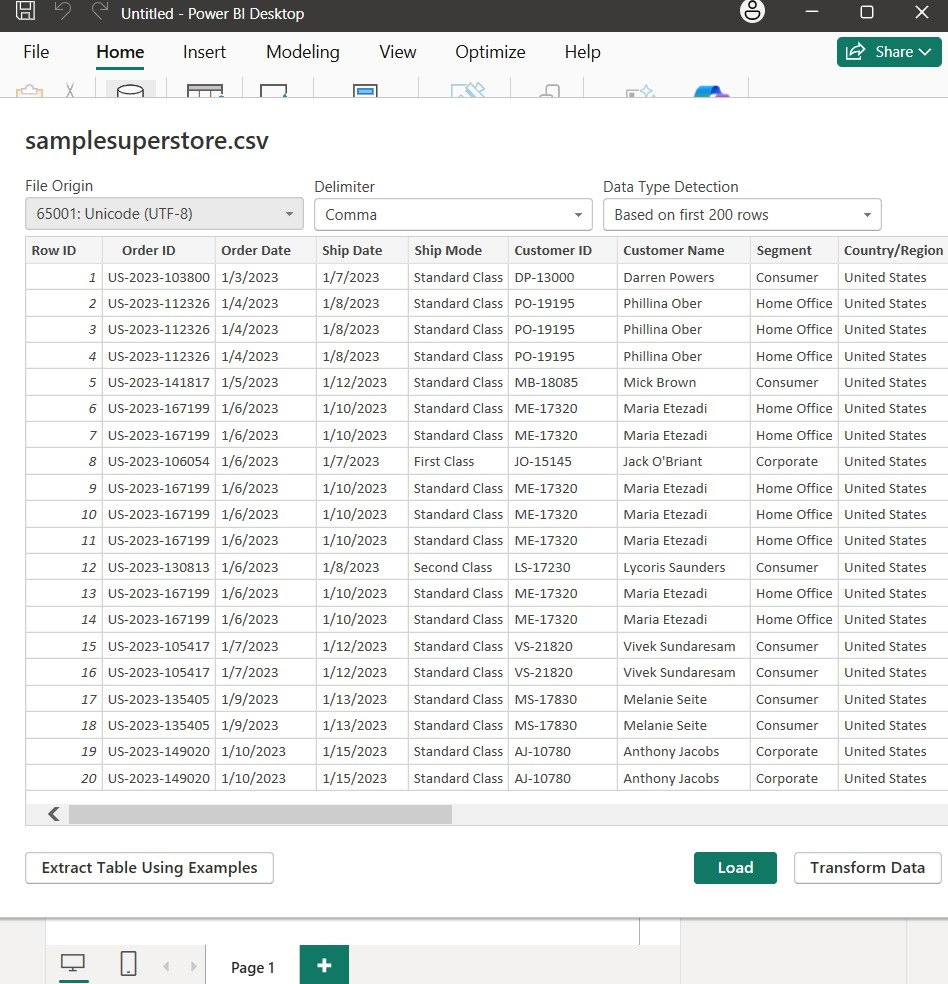 Untitled - Power BI Desktop
File Home Insert Modeling View Optimize Help Share
samplesuperstore.csv
File Origin Delimiter Data Type Detection
65001: Unicode (UTF-8) Comma Based on first 200 rows
Row ID Order ID Order Date Ship Date Ship Mode Customer ID Customer Name Segment Country/Region
1 US-2023-103800 1/3/2023 1/7/2023 Standard Class DP-13000 Darren Powers Consumer United States
2 US-2023-112326 1/4/2023 1/8/2023 Standard Class PO-19195 Phillina Ober Home Office United States
3 US-2023-112326 1/4/2023 1/8/2023 Standard Class PO-19195 Phillina Ober Home Office United States
4 US-2023-112326 1/4/2023 1/8/2023 Standard Class PO-19195 Phillina Ober Home Office United States
5 US-2023-141817 1/5/2023 1/12/2023 Standard Class MB-18085 Mick Brown Consumer United States
6 US-2023-167199 1/6/2023 1/10/2023 Standard Class ME-17320 Maria Etezadi Home Office United States
7 US-2023-167199 1/6/2023 1/10/2023 Standard Class ME-17320 Maria Etezadi Home Office United States
8 US-2023-106054 1/6/2023 1/7/2023 First Class JO-15145 Jack O'Briant Corporate United States
9 US-2023-167199 1/6/2023 1/10/2023 Standard Class ME-17320 Maria Etezadi Home Office United States
10 US-2023-167199 1/6/2023 1/10/2023 Standard Class ME-17320 Maria Etezadi Home Office United States
11 US-2023-167199 1/6/2023 1/10/2023 Standard Class ME-17320 Maria Etezadi Home Office United States
12 US-2023-130813 1/6/2023 1/8/2023 Second Class LS-17230 Lycoris Saunders Consumer United States
13 US-2023-167199 1/6/2023 1/10/2023 Standard Class ME-17320 Maria Etezadi Home Office United States
14 US-2023-167199 1/6/2023 1/10/2023 Standard Class ME-17320 Maria Etezadi Home Office United States
15 US-2023-105417 1/7/2023 1/12/2023 Standard Class VS-21820 Vivek Sundaresam Consumer United States
16 US-2023-105417 1/7/2023 1/12/2023 Standard Class VS-21820 Vivek Sundaresam Consumer United States
17 US-2023-135405 1/9/2023 1/13/2023 Standard Class MS-17830 Melanie Seite Consumer United States
18 US-2023-135405 1/9/2023 1/13/2023 Standard Class MS-17830 Melanie Seite Consumer United States
19 US-2023-149020 1/10/2023 1/15/2023 Standard Class AJ-10780 Anthony Jacobs Corporate United States
20 US-2023-149020 1/10/2023 1/15/2023 Standard Class AJ-10780 Anthony Jacobs Corporate United States
Extract Table Using Examples Load Transform Data
Page 1